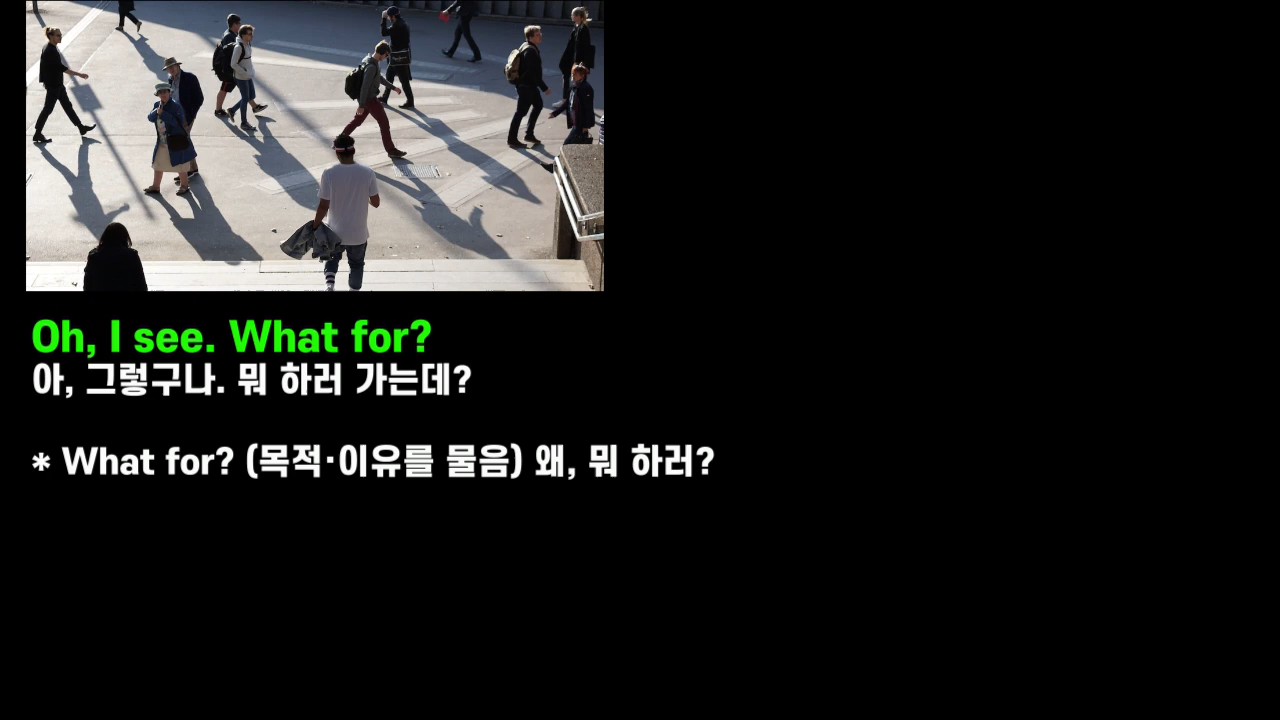 Oh, I see. What for?
아, 그렇구나. 뭐 하러 가는데?
* What for? (목적·이유를 물음) 왜, 뭐 하러?